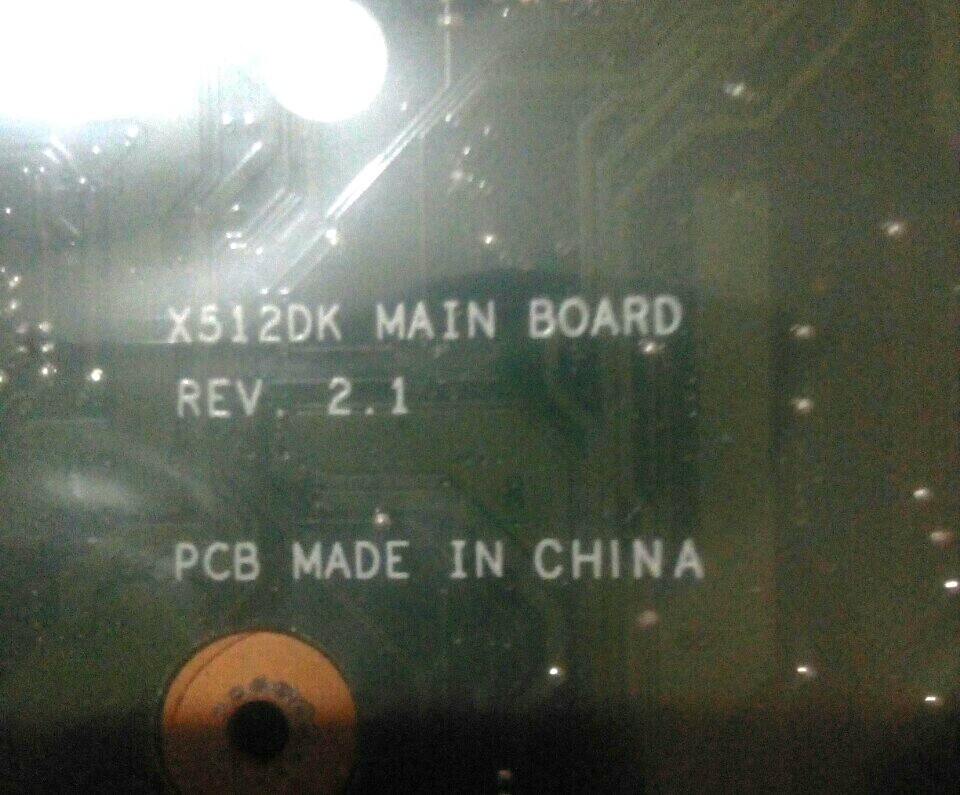 X512DK MAIN BOARD
REV. 2.1
PCB MADE IN CHINA